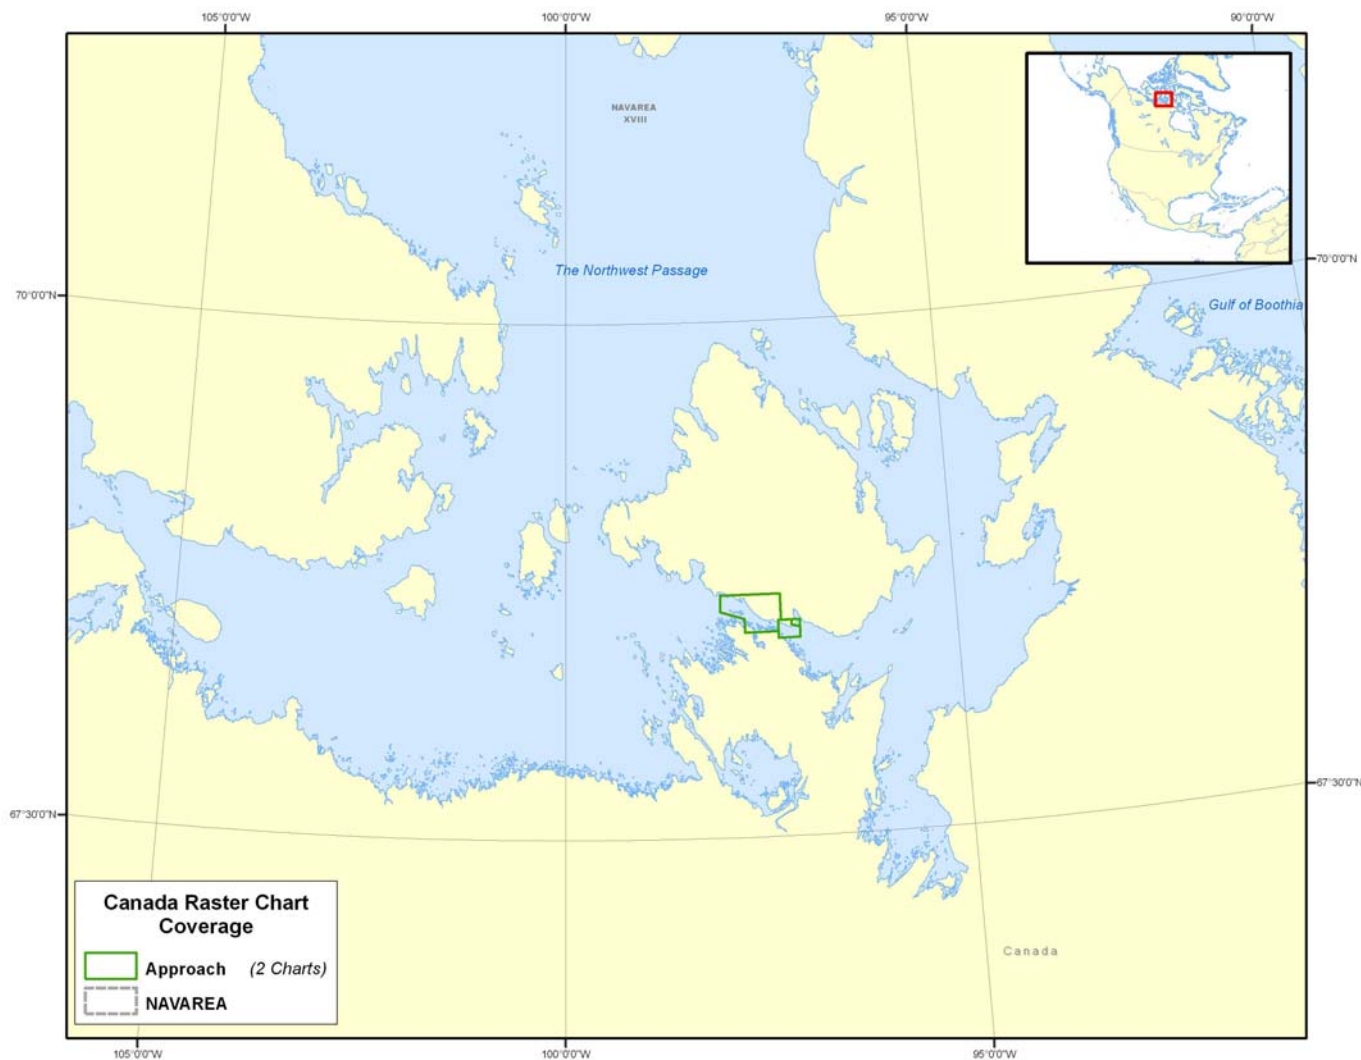 105°0'0"W
100°0'0"W
95°0'0"W
90°0'0"W
NAVAREA
XVIII
The Northwest Passage
70°0'0"N
70°0'0"N
Gulf of Boothia
67°30'0"N
67°30'0"N
Canada Raster Chart
Coverage
Approach (2 Charts)
NAVAREA
Canada
105°0'0"W
100°0'0"W
95°0'0"W